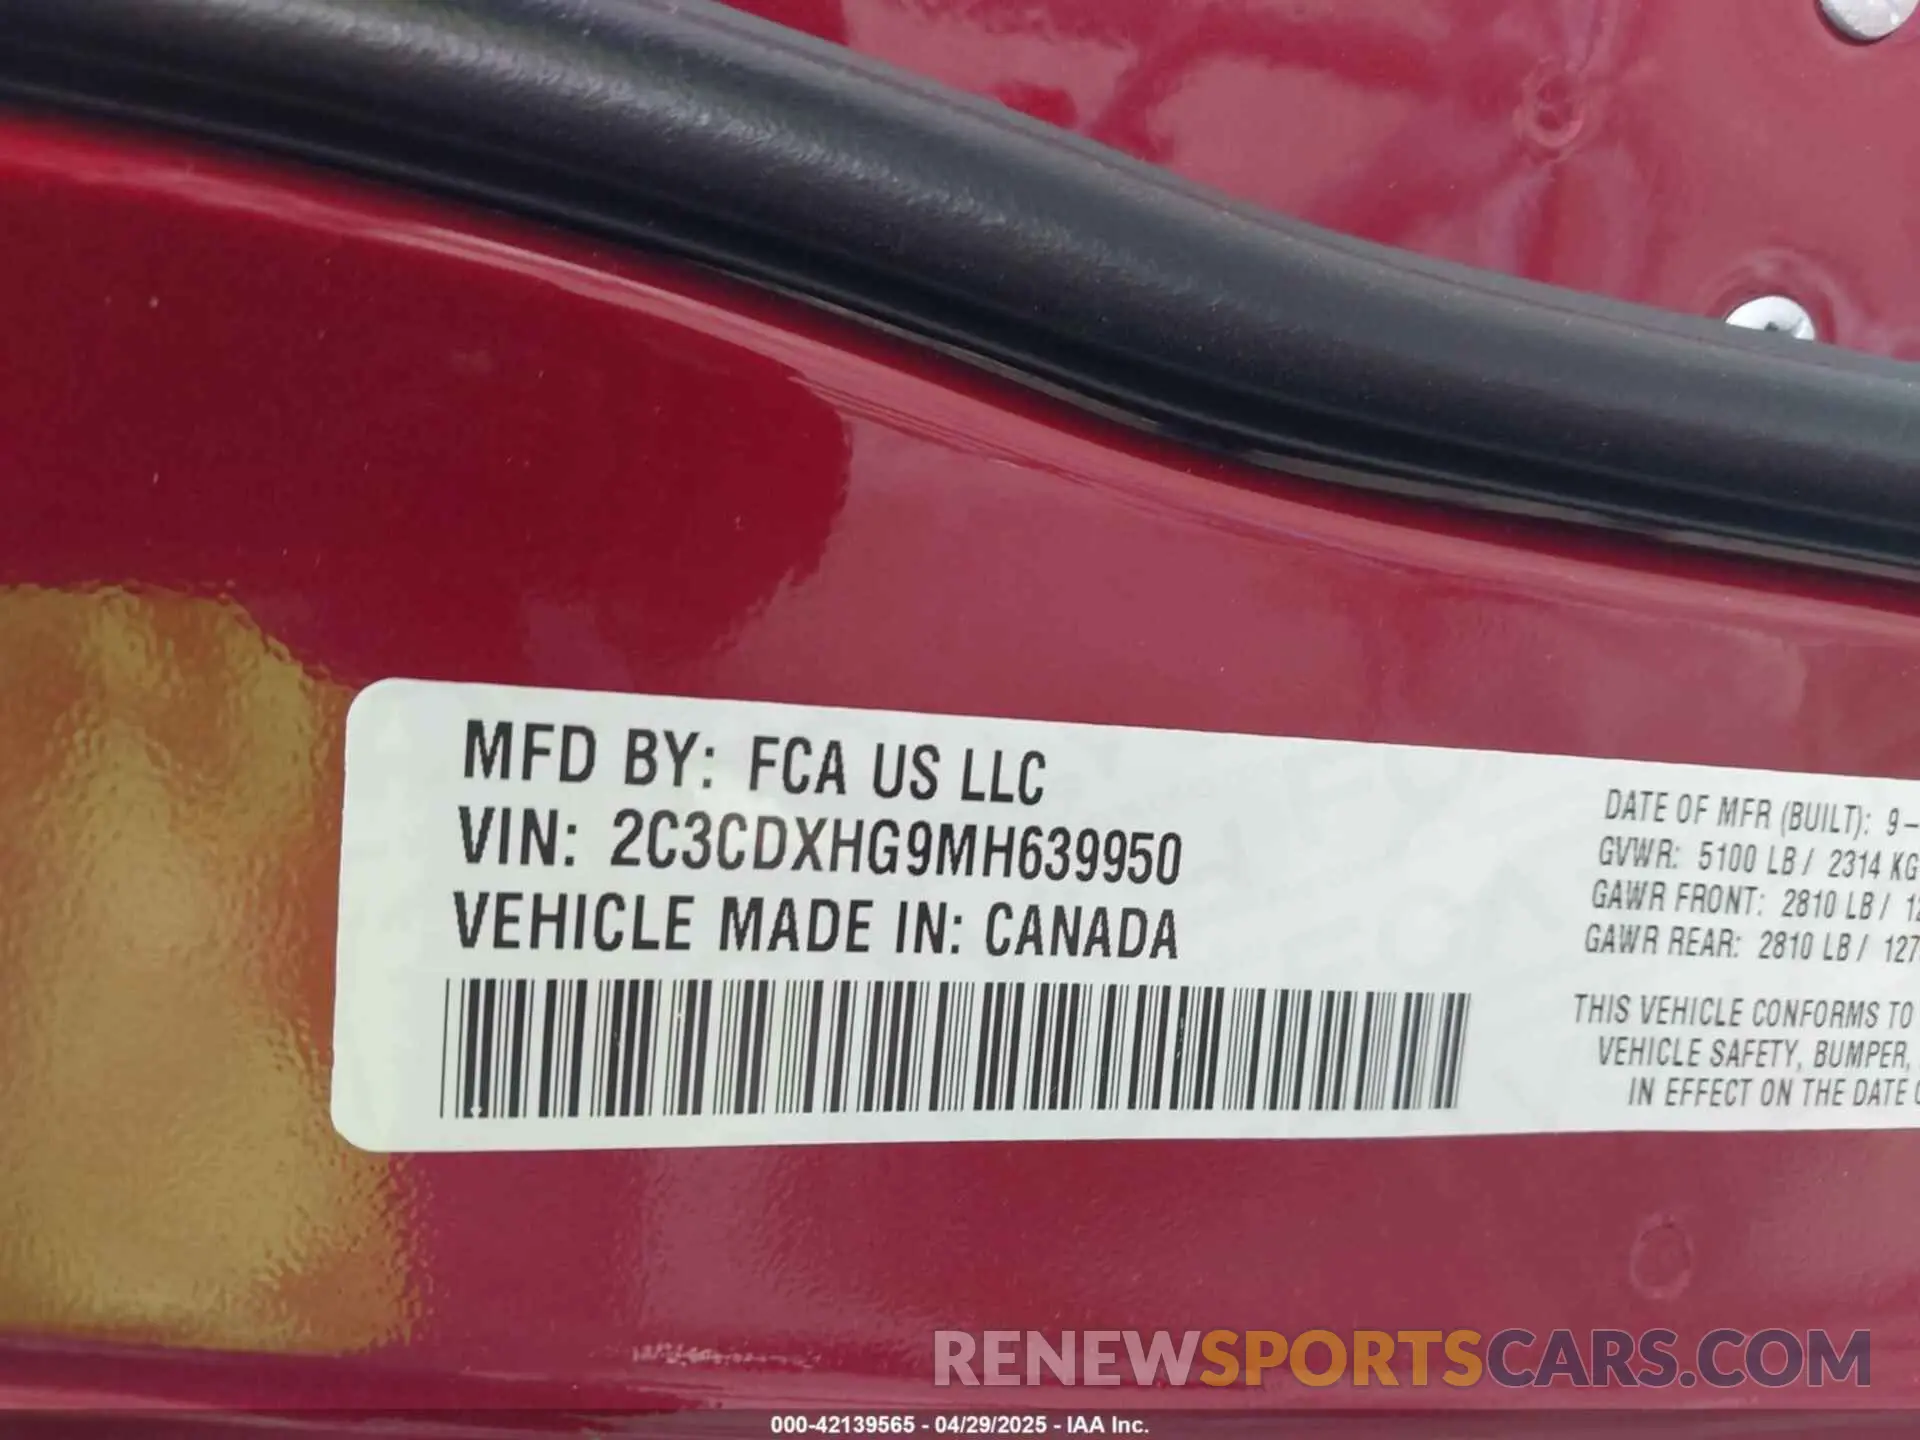 MFD BY: FCA US LLC
VIN: 2C3CDXHG9MH639950
VEHICLE MADE IN: CANADA
DATE OF MFR (BUILT): 9-
GVWR: 5100 LB / 2314 KG
GAWR FRONT: 2810 LB / 12
GAWR REAR: 2810 LB / 127
THIS VEHICLE CONFORMS TO
VEHICLE SAFETY, BUMPER,
IN EFFECT ON THE DATE
RENEWSPORTSCARS.COM
000-42139565 - 04/29/2025 - IAA Inc.